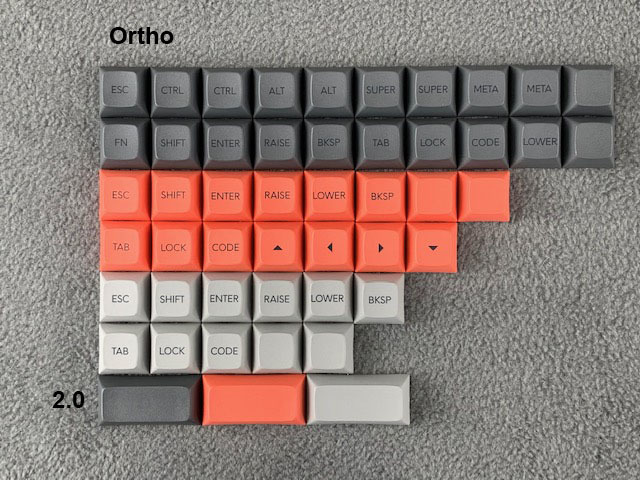 Ortho
ESC CTRL CTRL ALT ALT SUPER SUPER META META
FN SHIFT ENTER RAISE BKSP TAB LOCK CODE LOWER
ESC SHIFT ENTER RAISE LOWER BKSP
TAB LOCK CODE
ESC SHIFT ENTER RAISE LOWER BKSP
TAB LOCK CODE
2.0